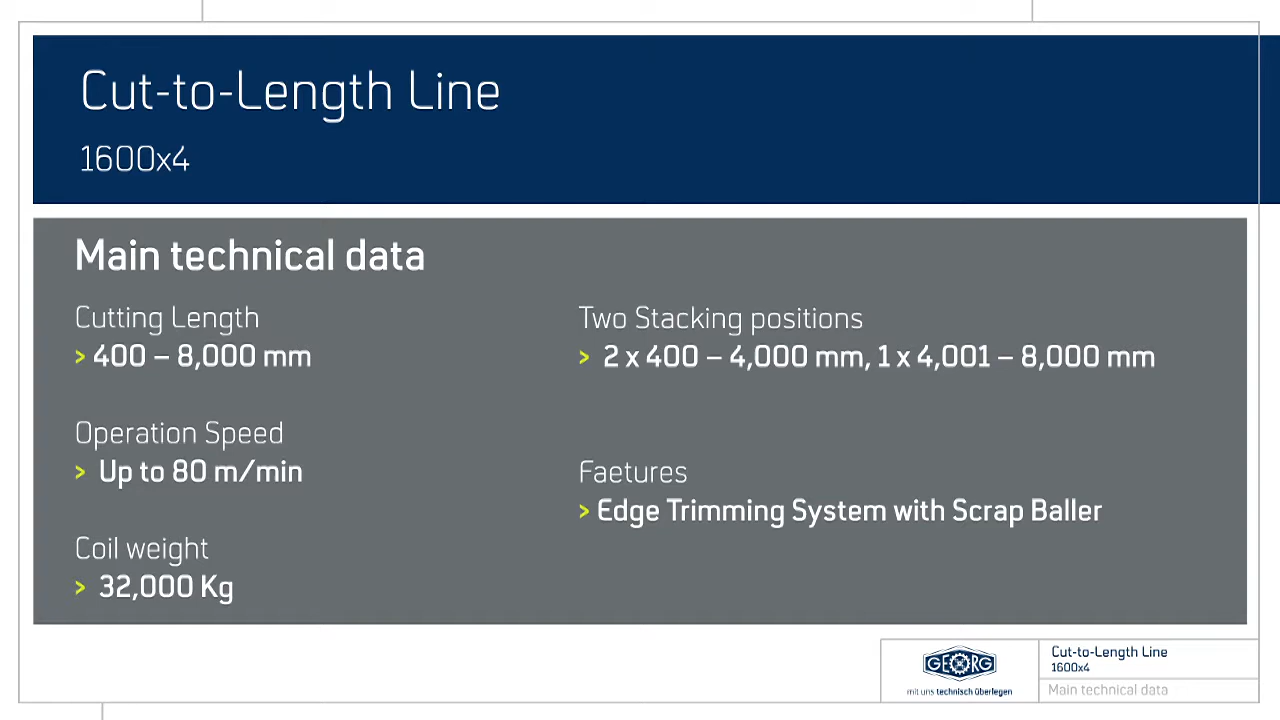 Cut-to-Length Line
1600x4
Main technical data
Cutting Length
> 400 – 8,000 mm
Operation Speed
> Up to 80 m/min
Coil weight
> 32,000 Kg
Two Stacking positions
> 2 x 400 – 4,000 mm, 1 x 4,001 – 8,000 mm
Faetures
> Edge Trimming System with Scrap Baller
GEORG
mit uns technisch überlegen
Cut-to-Length Line
1600x4
Main technical data